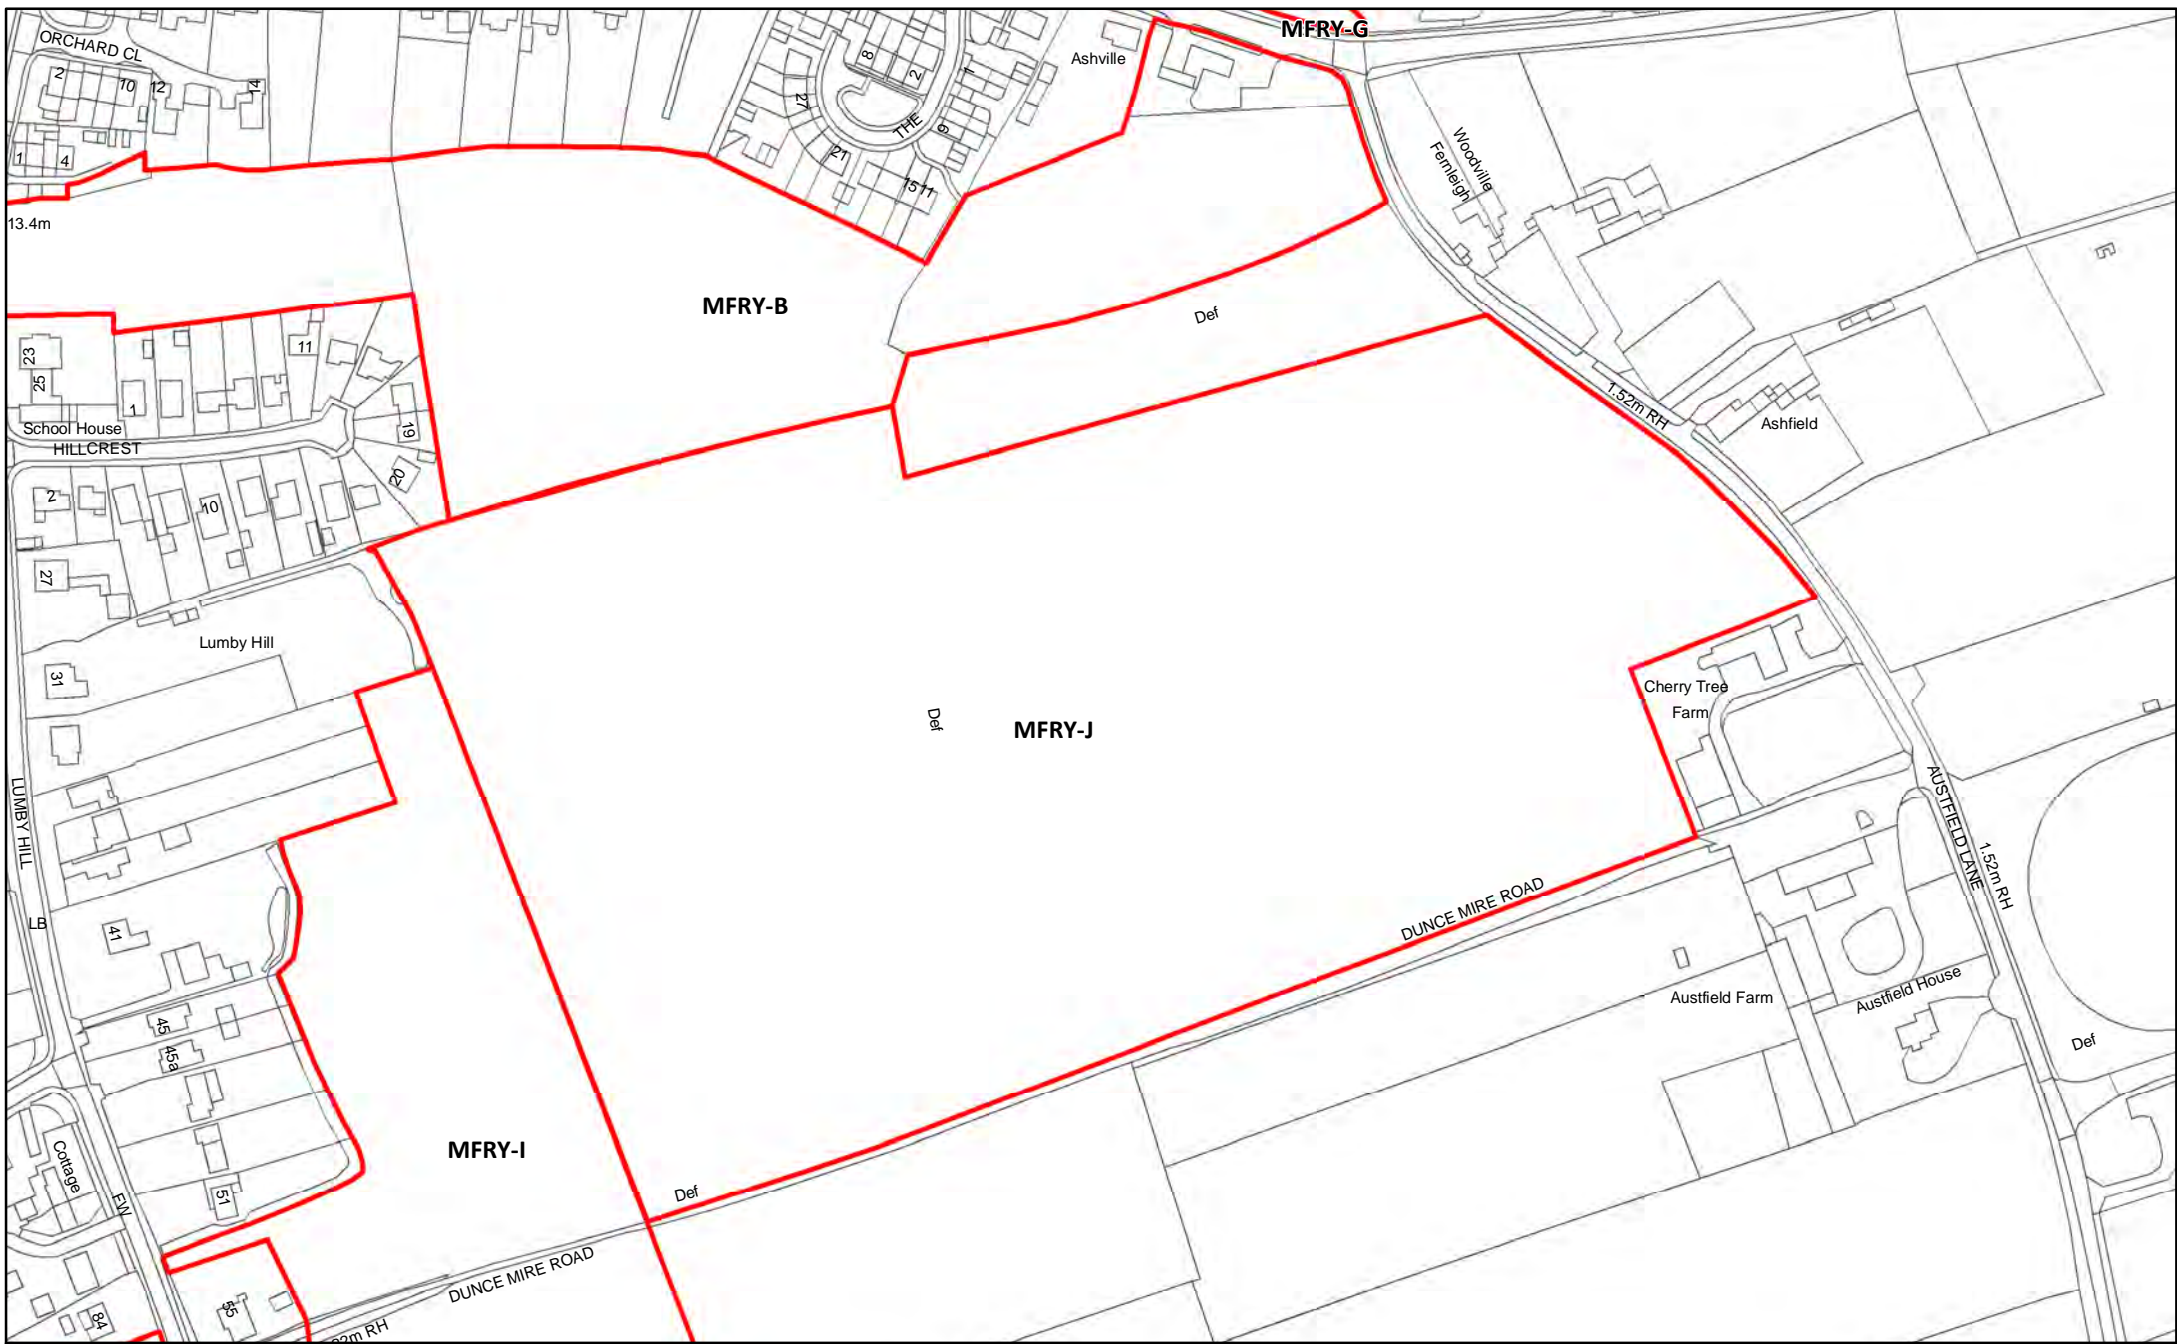 MFRY-G
ORCHARD CL
Ashville
2
10
12
14
8
2
1
27
THE
9
21
15
11
1
4
Woodville
Fernleigh
13.4m
MFRY-B
Def
23
25
11
1
School House
HILLCREST
19
20
1.52m RH
Ashfield
2
10
27
Lumby Hill
31
Cherry Tree
Farm
Def
MFRY-J
LUMBY HILL
AUSTFIELD LANE
1.52m RH
DUNCE MIRE ROAD
LB
41
Austfield Farm
Austfield House
45
45a
Def
MFRY-I
Cottage
51
FW
Def
DUNCE MIRE ROAD
55
84
2m RH